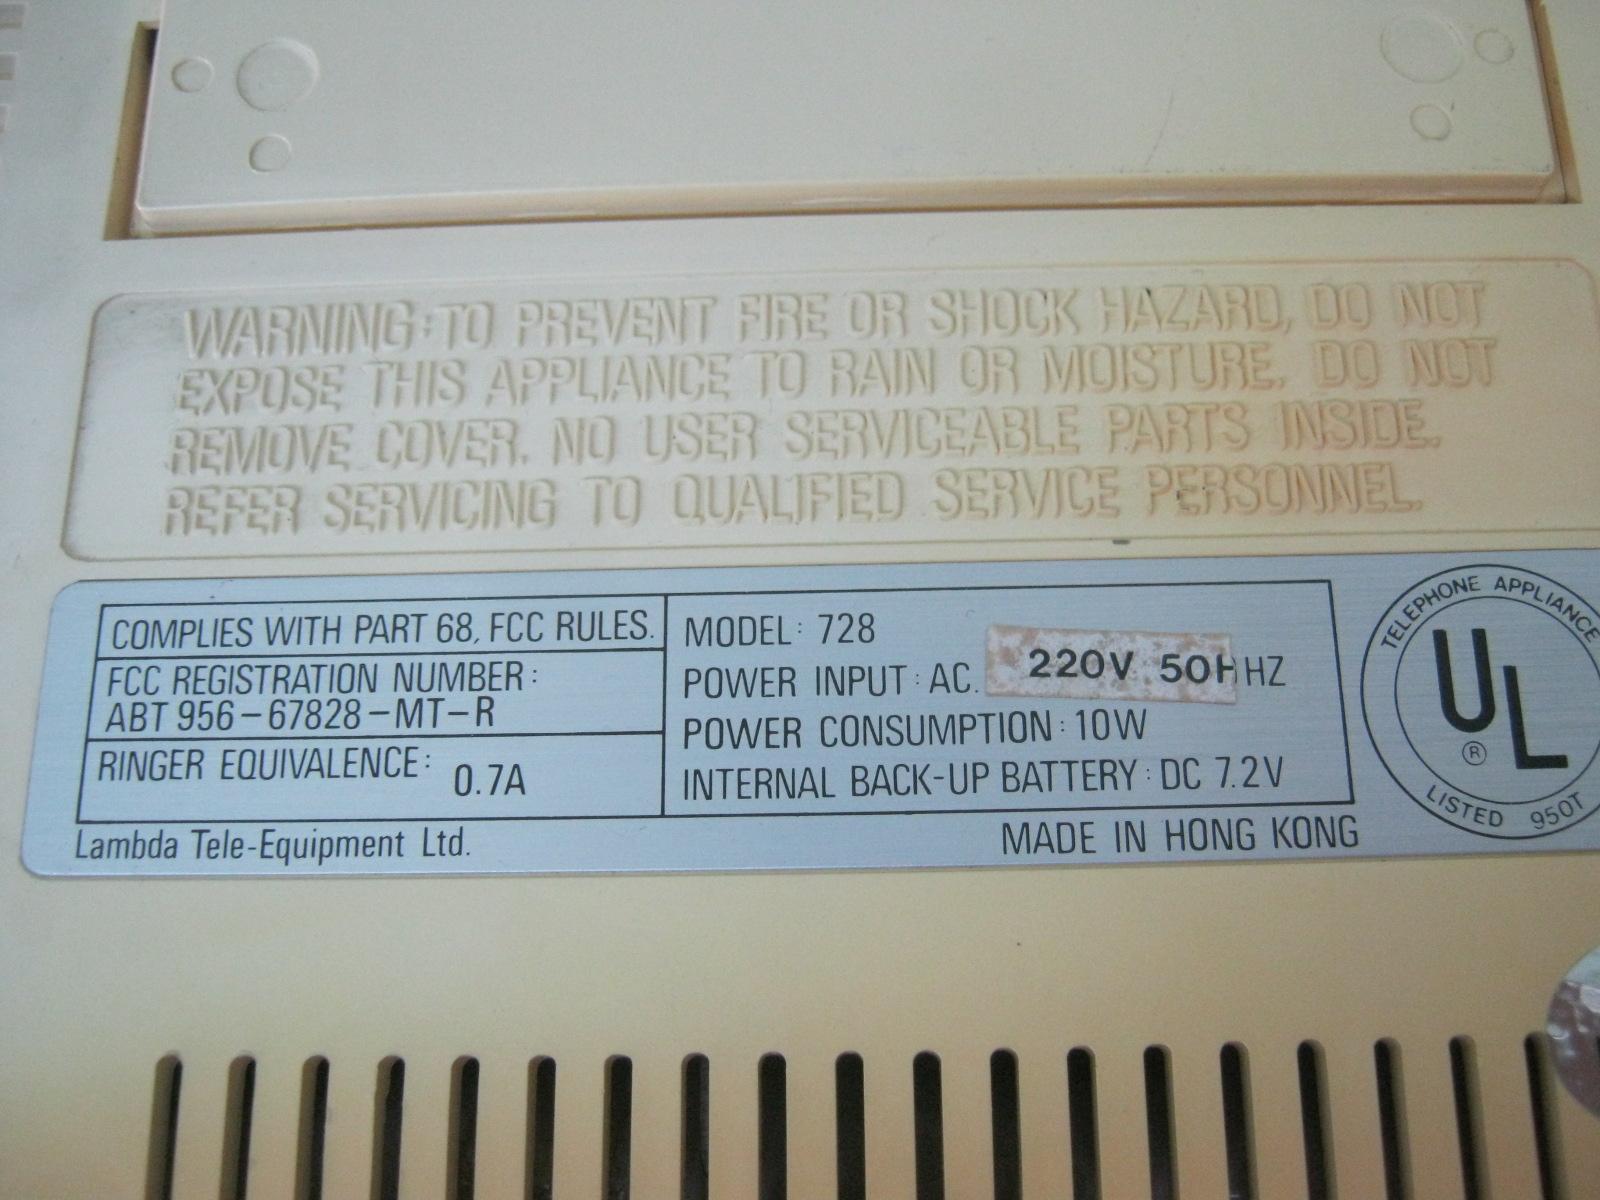 WARNING: TO PREVENT FIRE OR SHOCK HAZARD, DO NOT
EXPOSE THIS APPLIANCE TO RAIN OR MOISTURE. DO NOT
REMOVE COVER. NO USER SERVICEABLE PARTS INSIDE.
REFER SERVICING TO QUALIFIED SERVICE PERSONNEL.
COMPLIES WITH PART 68, FCC RULES.
FCC REGISTRATION NUMBER:
ABT 956-67828-MT-R
RINGER EQUIVALENCE: 0.7A
MODEL: 728
POWER INPUT: AC. 220V 50H HZ
POWER CONSUMPTION: 10W
INTERNAL BACK-UP BATTERY: DC 7.2V
Lambda Tele-Equipment Ltd.
MADE IN HONG KONG
TELEPHONE APPLIANCE
UL
®
LISTED 950T